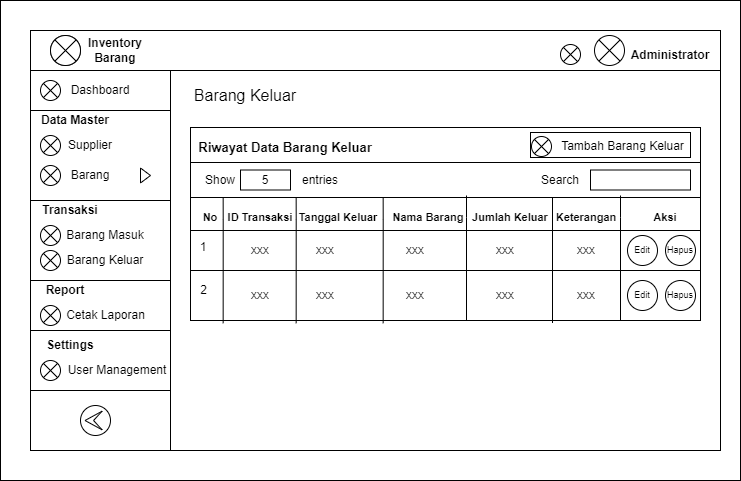 Inventory
Barang
Administrator
Dashboard
Data Master
Supplier
Barang
Transaksi
Barang Masuk
Barang Keluar
Report
Cetak Laporan
Settings
User Management
Barang Keluar
Riwayat Data Barang Keluar
Tambah Barang Keluar
Show 5 entries Search
No ID Transaksi Tanggal Keluar Nama Barang Jumlah Keluar Keterangan Aksi
1 XXX XXX XXX XXX XXX Edit Hapus
2 XXX XXX XXX XXX XXX Edit Hapus